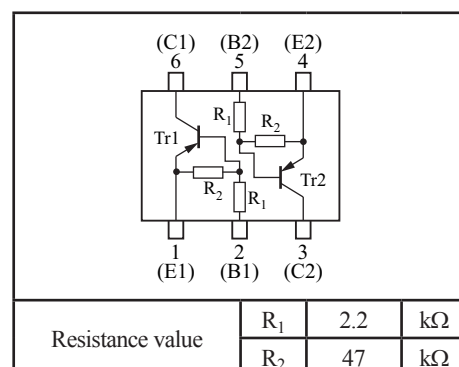 (C1) (B2) (E2)
6 5 4
R1
R2
Tr1
Tr2
R2
R1
1 2 3
(E1) (B1) (C2)
Resistance value R1 2.2 kΩ
R2 47 kΩ